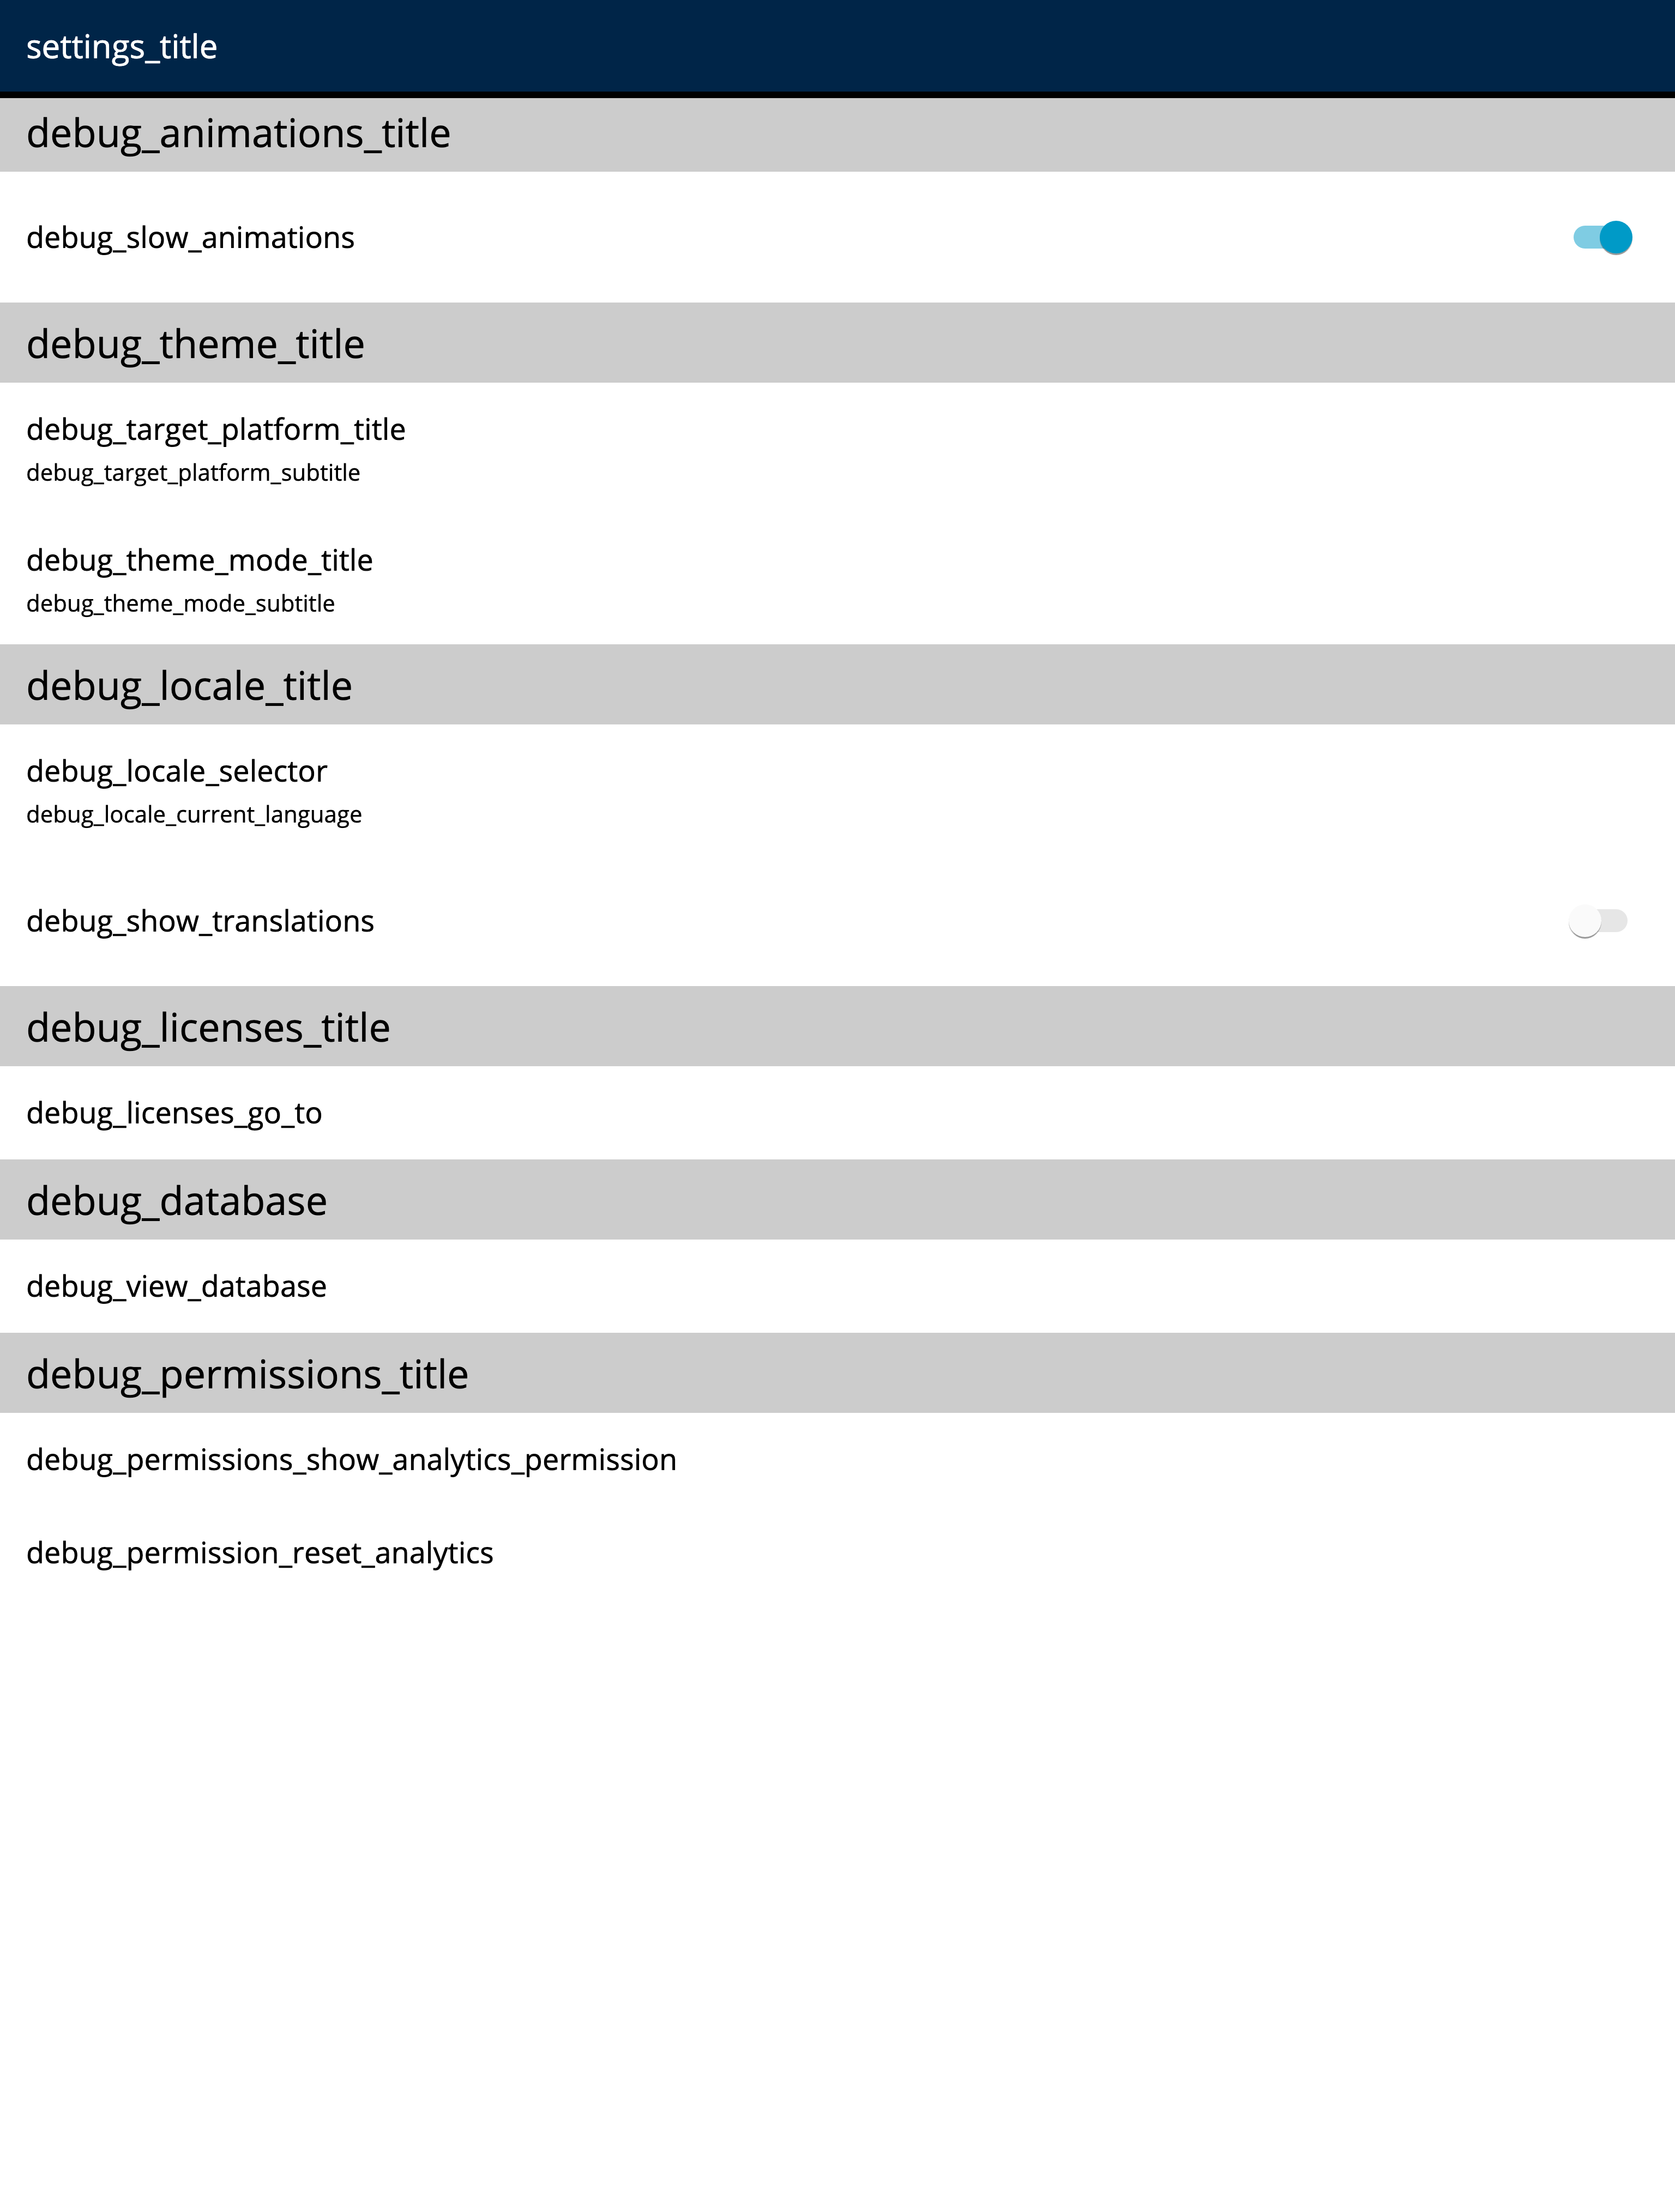 settings_title
debug_animations_title
debug_slow_animations
debug_theme_title
debug_target_platform_title
debug_target_platform_subtitle
debug_theme_mode_title
debug_theme_mode_subtitle
debug_locale_title
debug_locale_selector
debug_locale_current_language
debug_show_translations
debug_licenses_title
debug_licenses_go_to
debug_database
debug_view_database
debug_permissions_title
debug_permissions_show_analytics_permission
debug_permission_reset_analytics